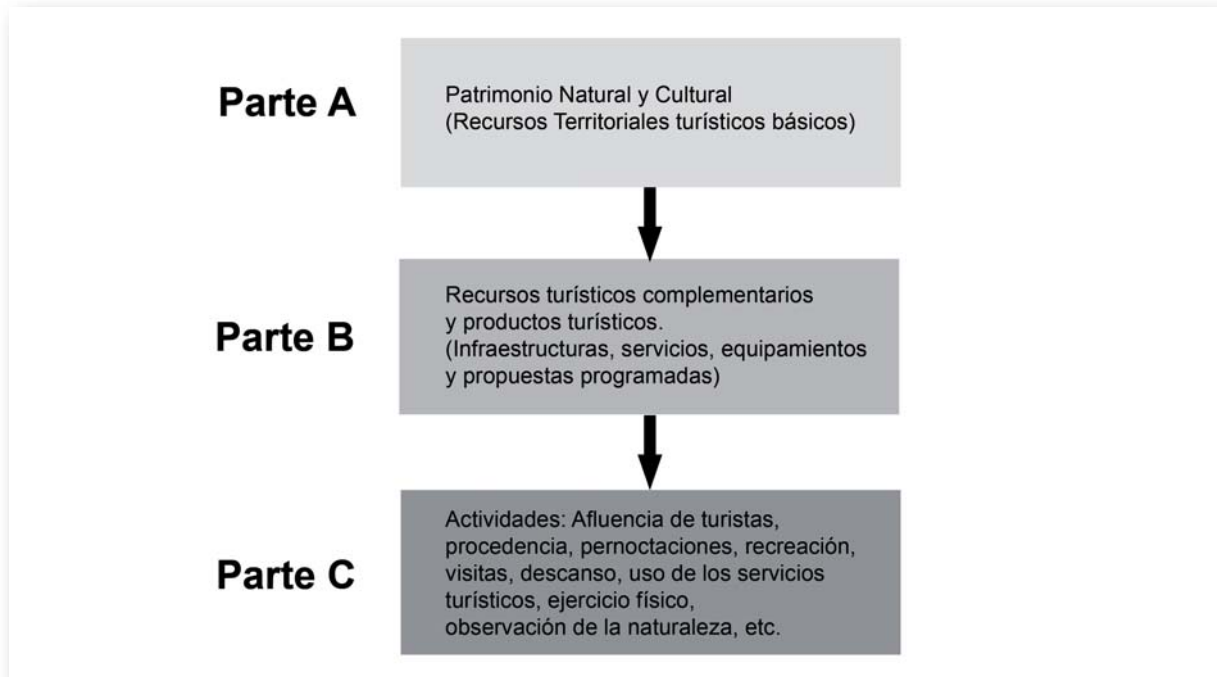 Parte A
Patrimonio Natural y Cultural
(Recursos Territoriales turísticos básicos)
Parte B
Recursos turísticos complementarios
y productos turísticos.
(Infraestructuras, servicios, equipamientos
y propuestas programadas)
Parte C
Actividades: Afluencia de turistas,
procedencia, pernoctaciones, recreación,
visitas, descanso, uso de los servicios
turísticos, ejercicio físico,
observación de la naturaleza, etc.